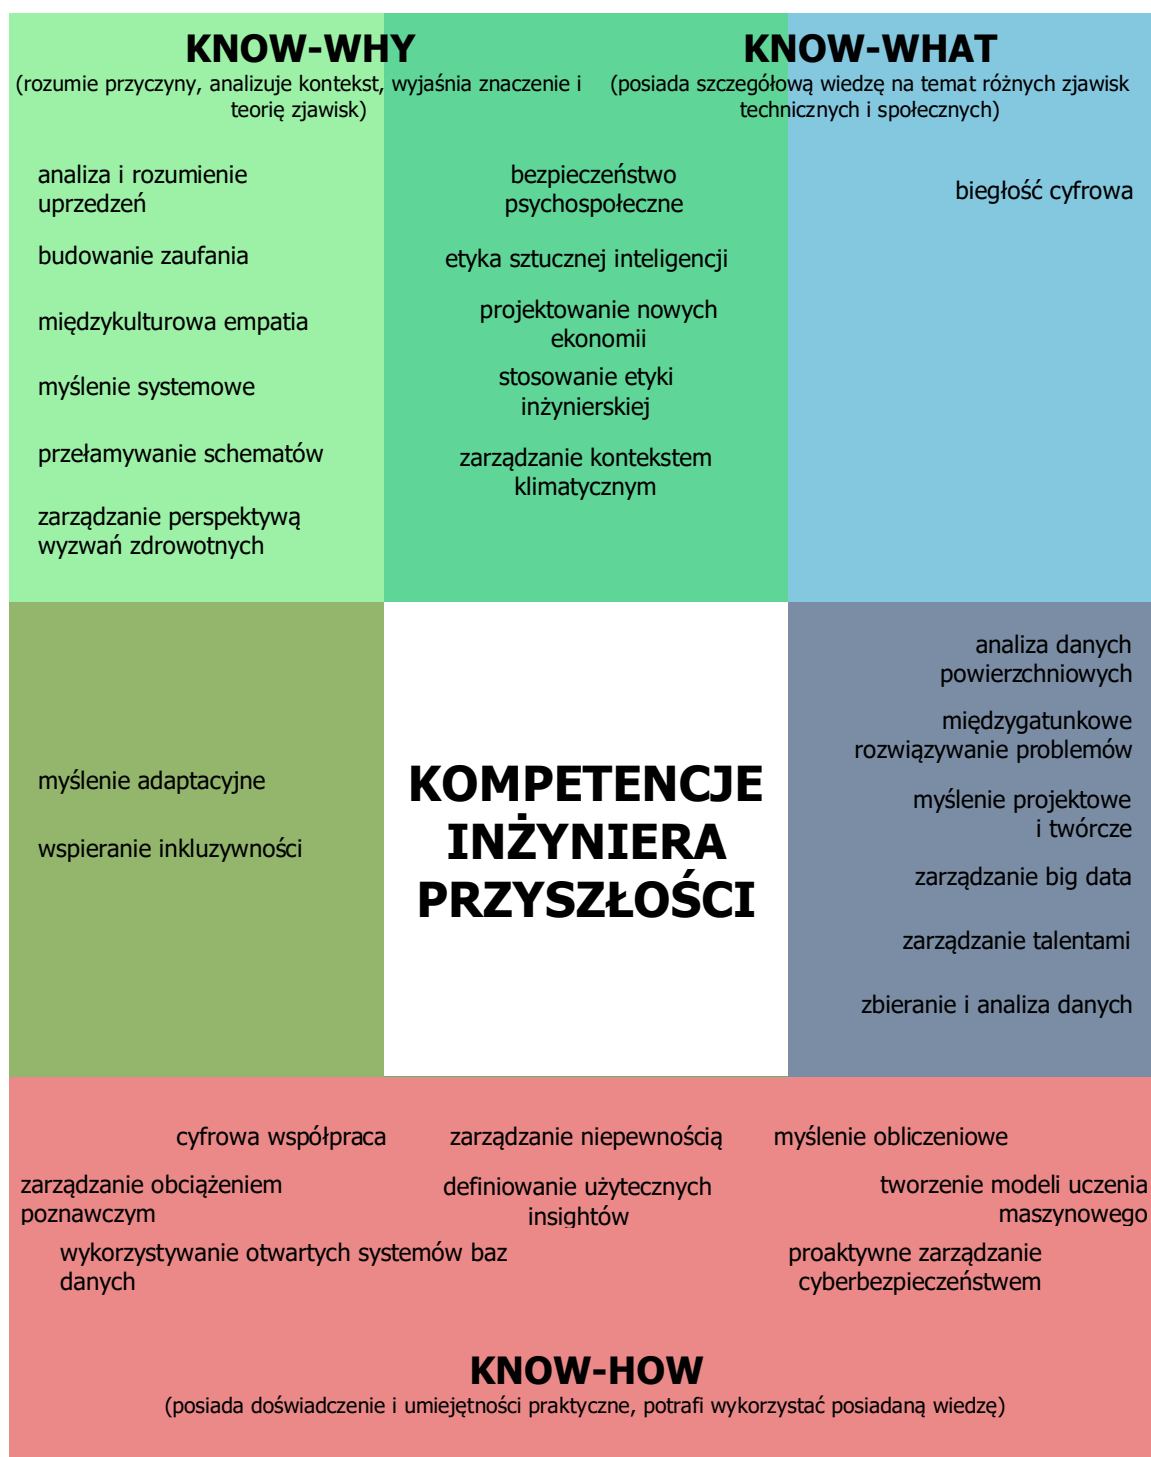 KNOW-WHY
(rozumie przyczyny, analizuje kontekst, wyjaśnia znaczenie i
teorię zjawisk)
KNOW-WHAT
(posiada szczegółową wiedzę na temat różnych zjawisk
technicznych i społecznych)
analiza i rozumienie
uprzedzeń
budowanie zaufania
międzykulturowa empatia
myślenie systemowe
przełamywanie schematów
zarządzanie perspektywą
wyzwań zdrowotnych
bezpieczeństwo
psychospołeczne
etyka sztucznej inteligencji
projektowanie nowych
ekonomii
stosowanie etyki
inżynierskiej
zarządzanie kontekstem
klimatycznym
biegłość cyfrowa
myślenie adaptacyjne
wspieranie inkluzywności
KOMPETENCJE
INŻYNIERA
PRZYSZŁOŚCI
analiza danych
powierzchniowych
międzygatunkowe
rozwiązywanie problemów
myślenie projektowe
i twórcze
zarządzanie big data
zarządzanie talentami
zbieranie i analiza danych
cyfrowa współpraca
zarządzanie niepewnością
myślenie obliczeniowe
zarządzanie obciążeniem
poznawczym
definiowanie użytecznych
insightów
tworzenie modeli uczenia
maszynowego
wykorzystywanie otwartych systemów baz
danych
proaktywne zarządzanie
cyberbezpieczeństwem
KNOW-HOW
(posiada doświadczenie i umiejętności praktyczne, potrafi wykorzystać posiadaną wiedzę)